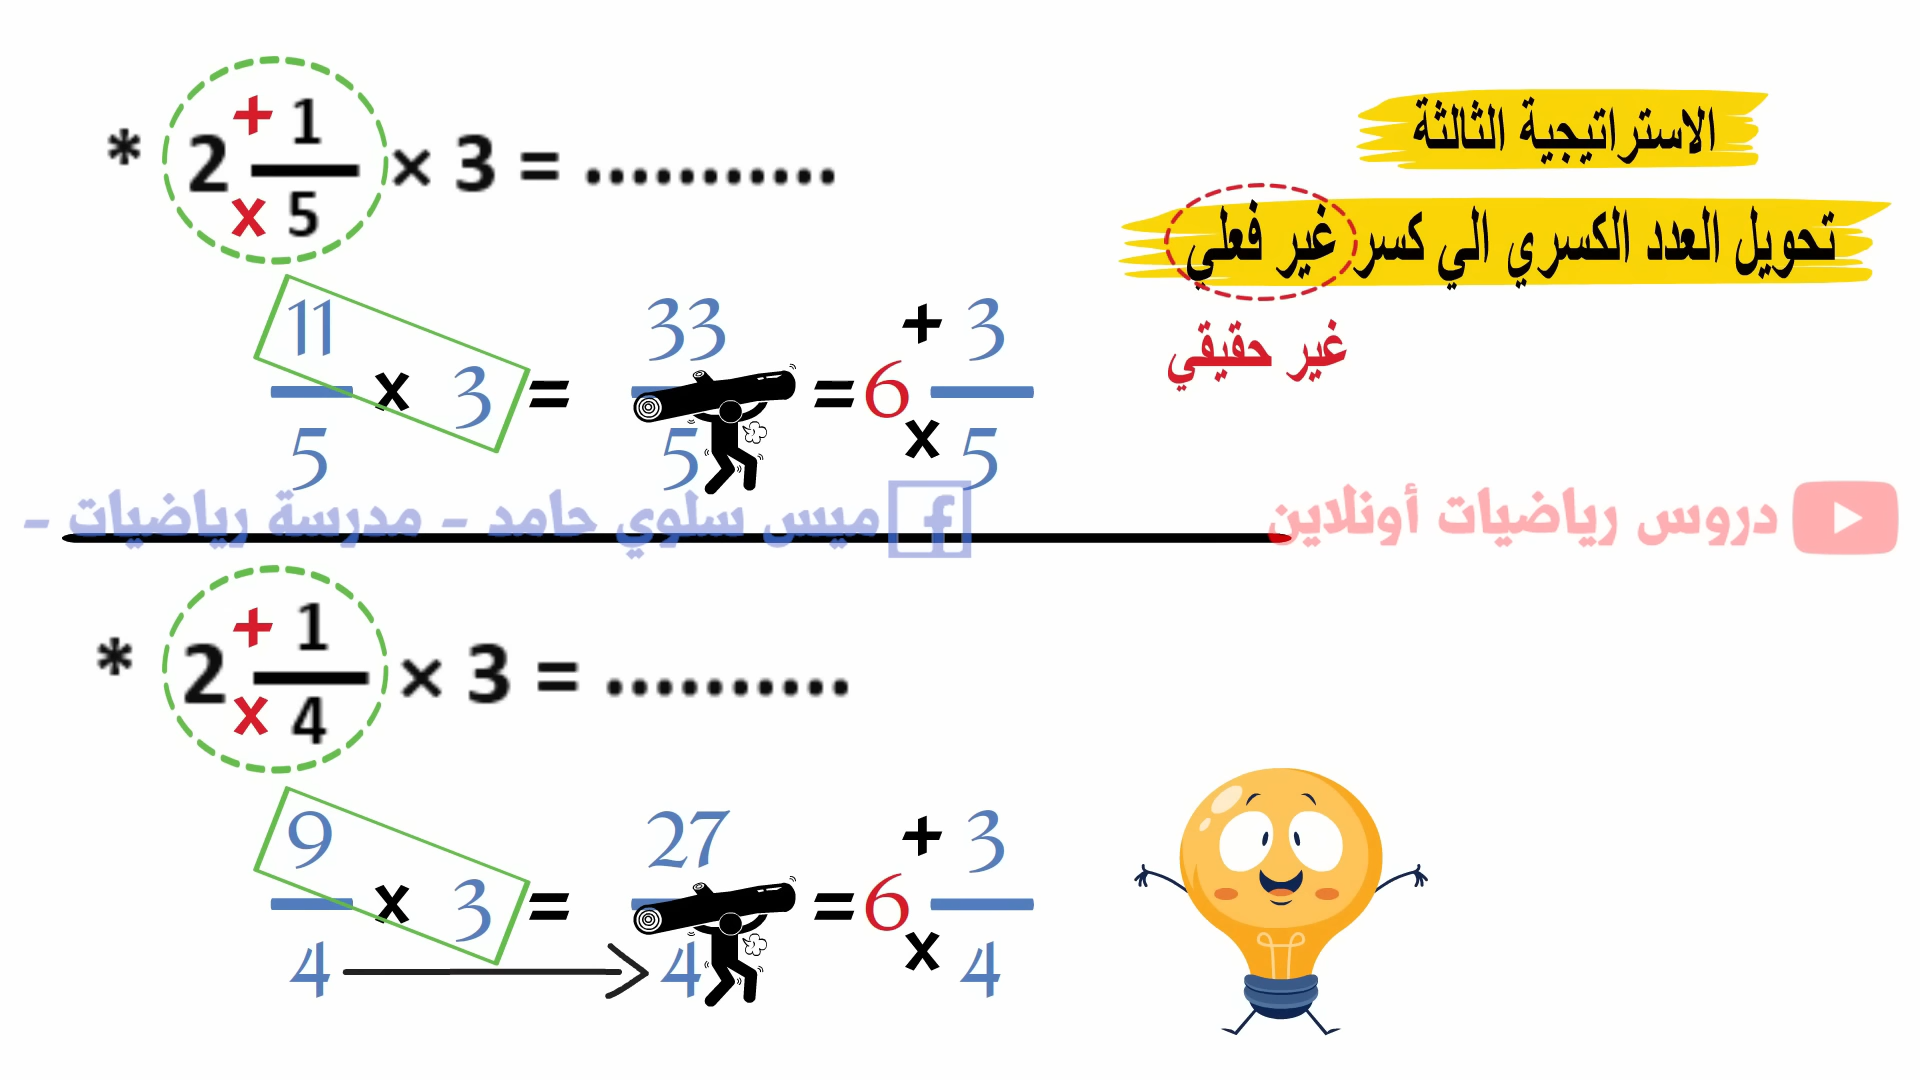 الاستراتيجية الثالثة
تحويل العدد الكسري الي كسر غير فعلي
غير حقيقي
* 2 + 1/5 x × 3 = ..........
11/5 x 3 = 33/5 = 6 + 3/5 x
دروس رياضيات أونلاين
ميس سلوي حامد - مدرسة رياضيات -
* 2 + 1/4 x × 3 = ..........
9/4 x 3 = 27/4 = 6 + 3/4 x